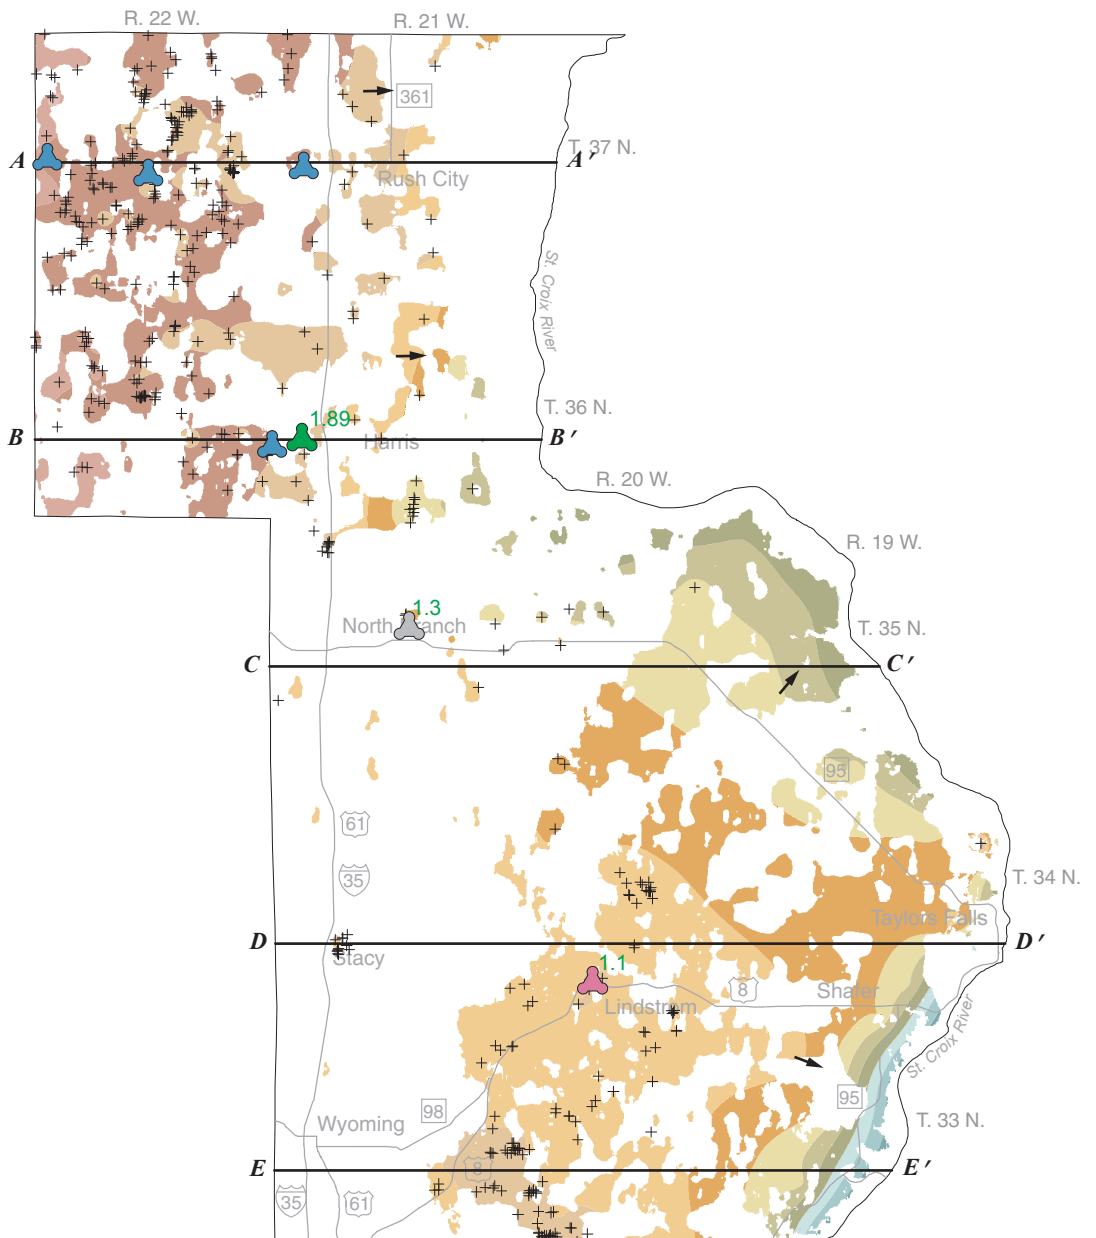 R. 22 W.
R. 21 W.
361
A
A′
T. 37 N.
Rush City
St. Croix River
T. 36 N.
1.89
B
B′
Harris
R. 20 W.
R. 19 W.
1.3
North Branch
T. 35 N.
C
C′
95
61
35
T. 34 N.
Taylors Falls
D
D′
Stacy
1.1
8
Shafer
Lindstrom
St. Croix River
95
98
Wyoming
T. 33 N.
E
8
E′
35
61